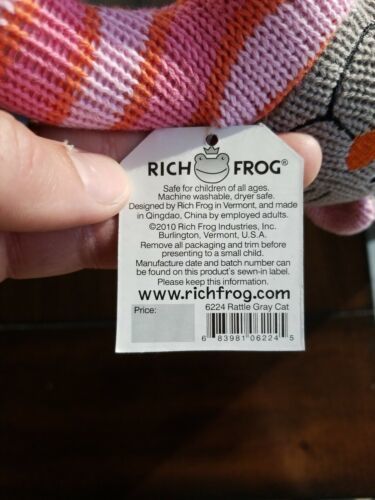 RICH FROG®
Safe for children of all ages.
Machine washable, dryer safe.
Designed by Rich Frog in Vermont, and made
in Qingdao, China by employed adults.
©2010 Rich Frog Industries, Inc.
Burlington, Vermont, U.S.A.
Remove all packaging and trim before
presenting to a small child.
Manufacture date and batch number can
be found on this product's sewn-in label.
Please keep this information.
www.richfrog.com
Price:
6224 Rattle Gray Cat
6 83981 06224 5